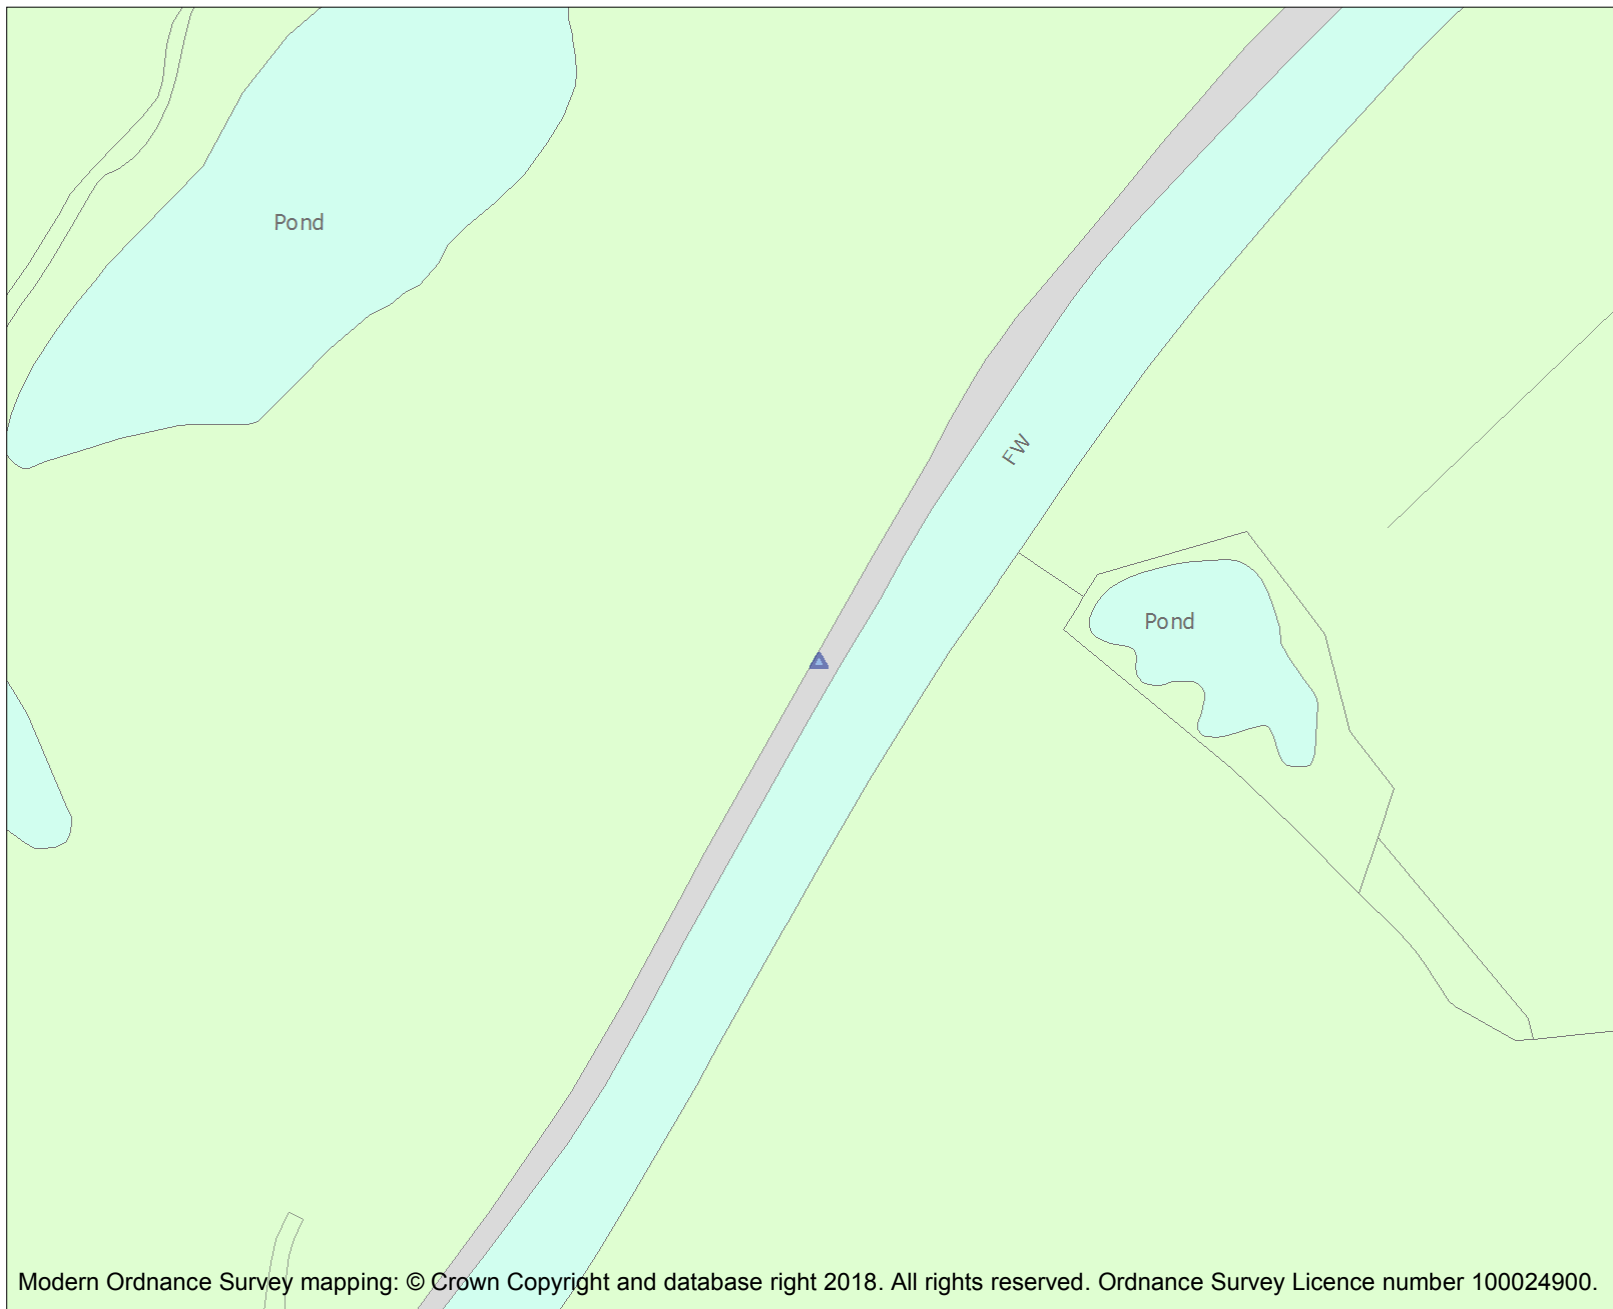 Pond
FW
Pond
Modern Ordnance Survey mapping: © Crown Copyright and database right 2018. All rights reserved. Ordnance Survey Licence number 100024900.